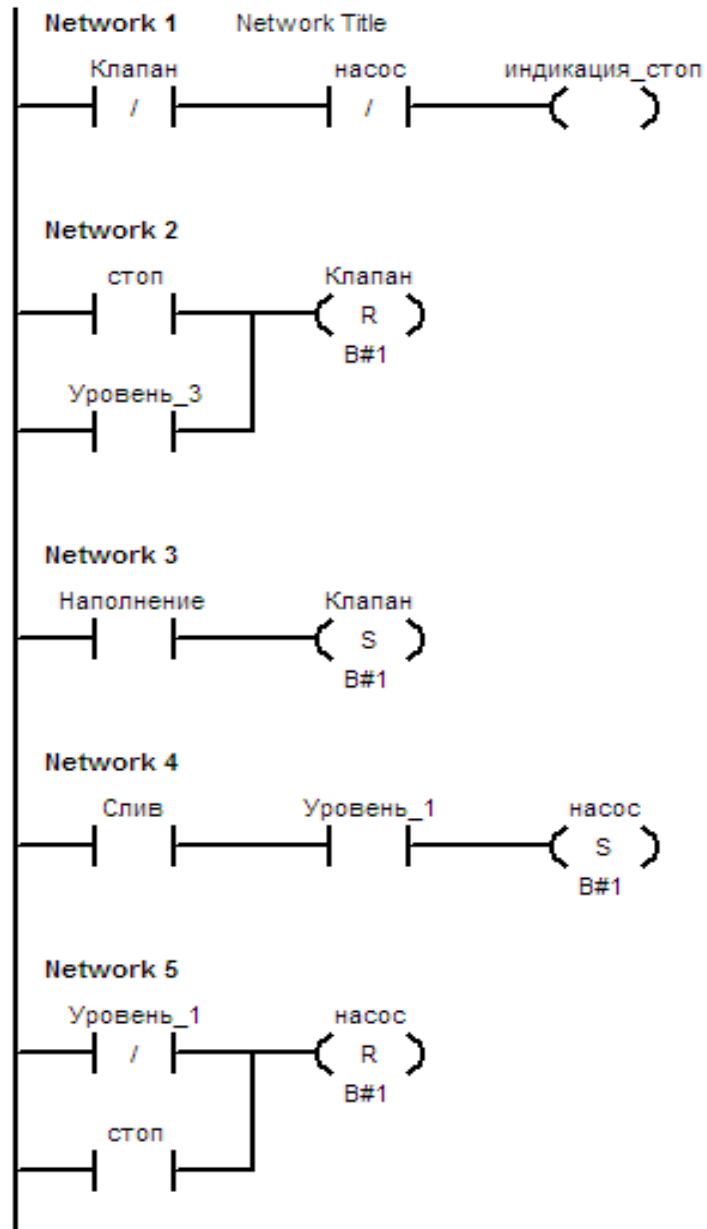 Network 1 Network Title
Клапан насос индикация_стоп
/ /
Network 2
стоп Клапан
R
B#1
Уровень_3
Network 3
Наполнение Клапан
S
B#1
Network 4
Слив Уровень_1 насос
S
B#1
Network 5
Уровень_1 насос
/ R
B#1
стоп